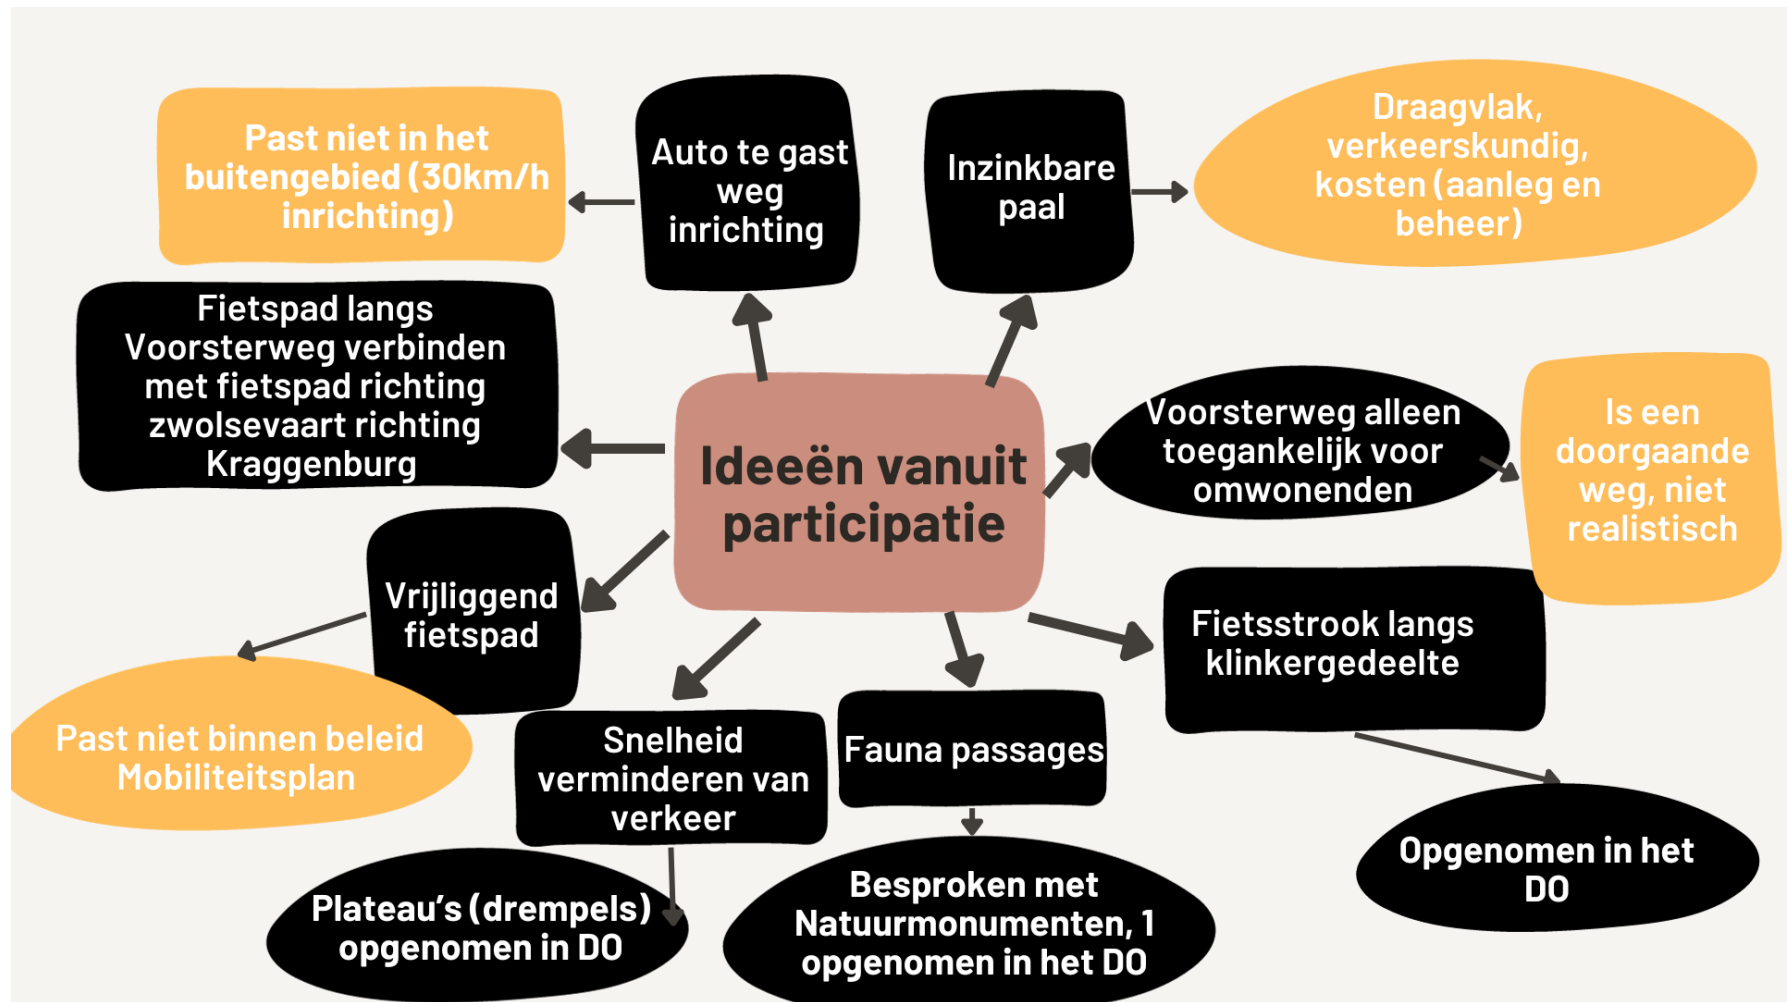 Past niet in het
buitengebied (30km/h
inrichting)
Auto te gast
weg
inrichting
Inzinkbare
paal
Draagvlak,
verkeerskundig,
kosten (aanleg en
beheer)
Fietspad langs
Voorsterweg verbinden
met fietspad richting
zwolsevaart richting
Kraggenburg
Ideeën vanuit
participatie
Voorsterweg alleen
toegankelijk voor
omwonenden
Is een
doorgaande
weg, niet
realistisch
Vrijliggend
fietspad
Fietsstrook langs
klinkergedeelte
Past niet binnen beleid
Mobiliteitsplan
Snelheid
verminderen van
verkeer
Fauna passages
Plateau's (drempels)
opgenomen in DO
Besproken met
Natuurmonumenten, 1
opgenomen in het DO
Opgenomen in het
DO